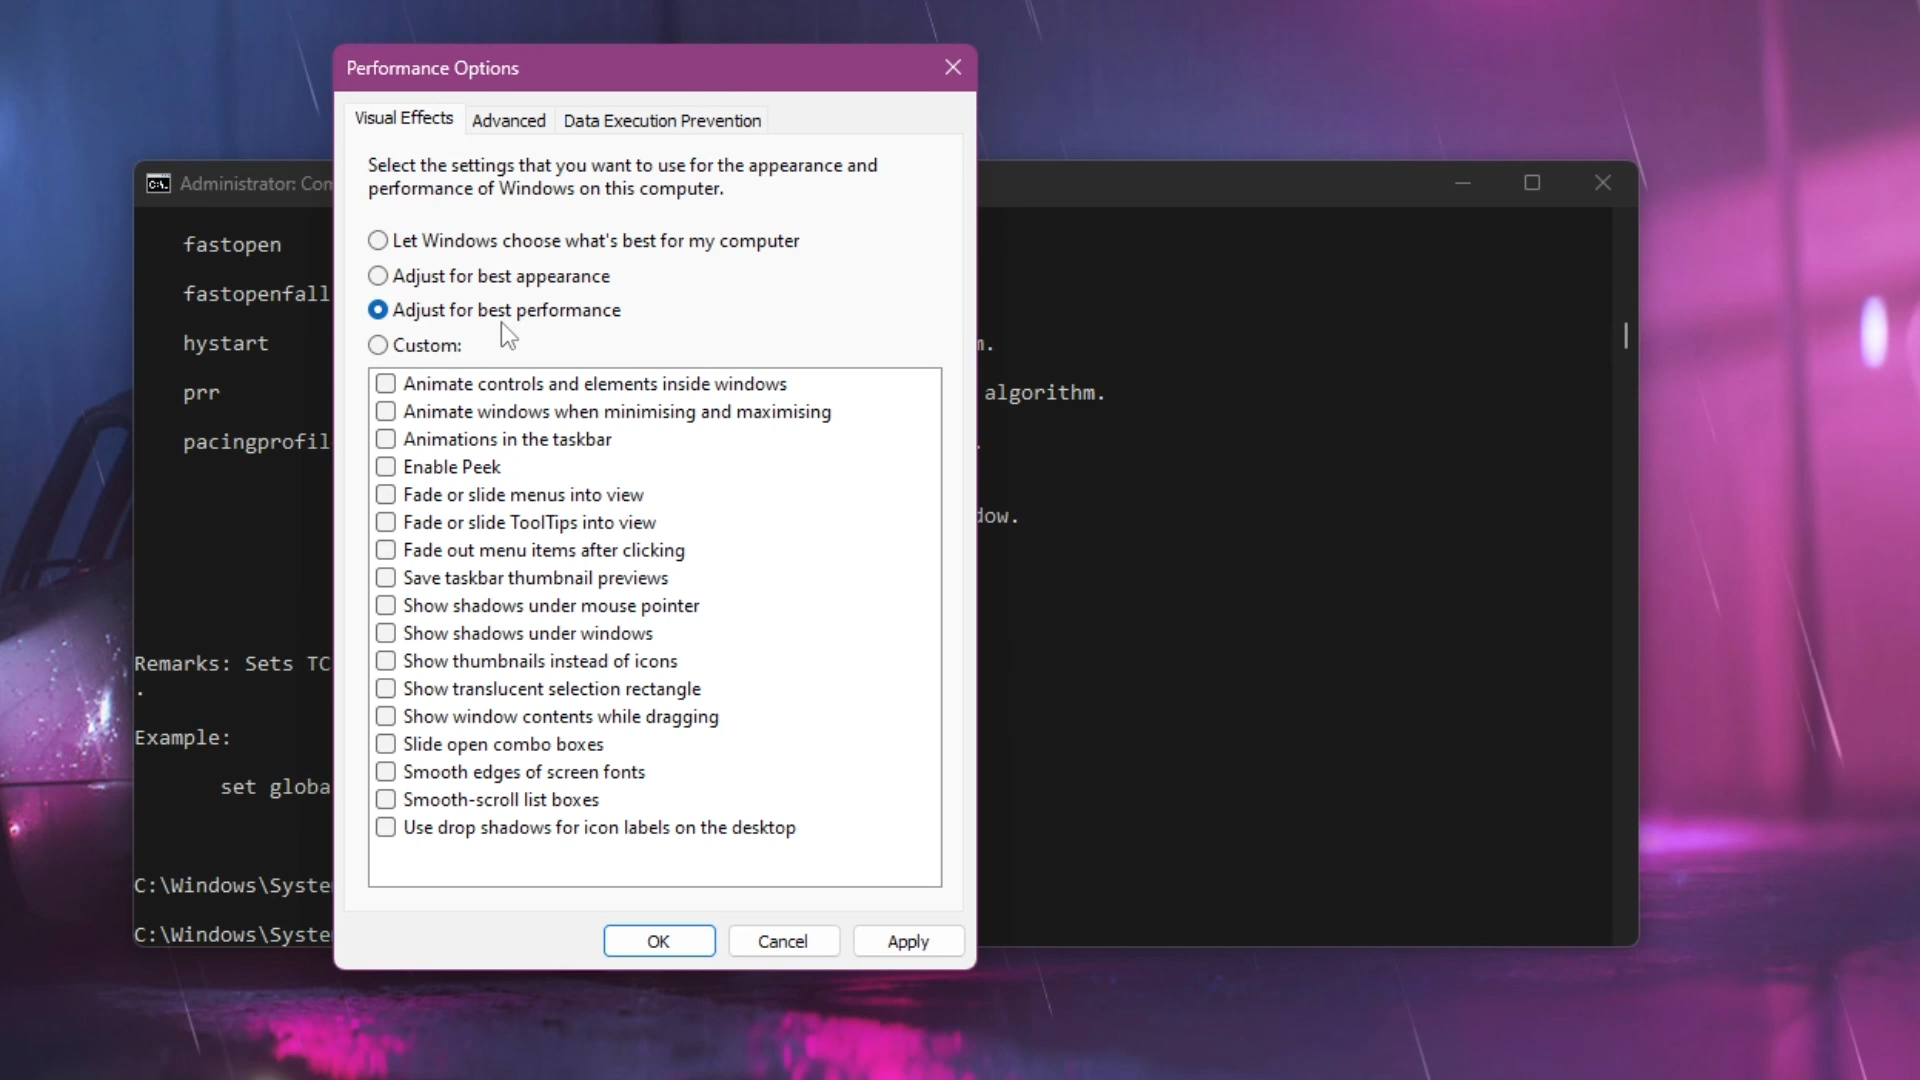 Performance Options
Visual Effects
Advanced
Data Execution Prevention
Select the settings that you want to use for the appearance and
performance of Windows on this computer.
Let Windows choose what's best for my computer
Adjust for best appearance
Adjust for best performance
Custom:
Animate controls and elements inside windows
Animate windows when minimising and maximising
Animations in the taskbar
Enable Peek
Fade or slide menus into view
Fade or slide ToolTips into view
Fade out menu items after clicking
Save taskbar thumbnail previews
Show shadows under mouse pointer
Show shadows under windows
Show thumbnails instead of icons
Show translucent selection rectangle
Show window contents while dragging
Slide open combo boxes
Smooth edges of screen fonts
Smooth-scroll list boxes
Use drop shadows for icon labels on the desktop
OK
Cancel
Apply
Administrator:
fastopen
fastopenfall
hystart
prr
algorithm.
pacingprofil
Remarks: Sets TC
.
Example:
set globa
C:\Windows\Syste
C:\Windows\Syste